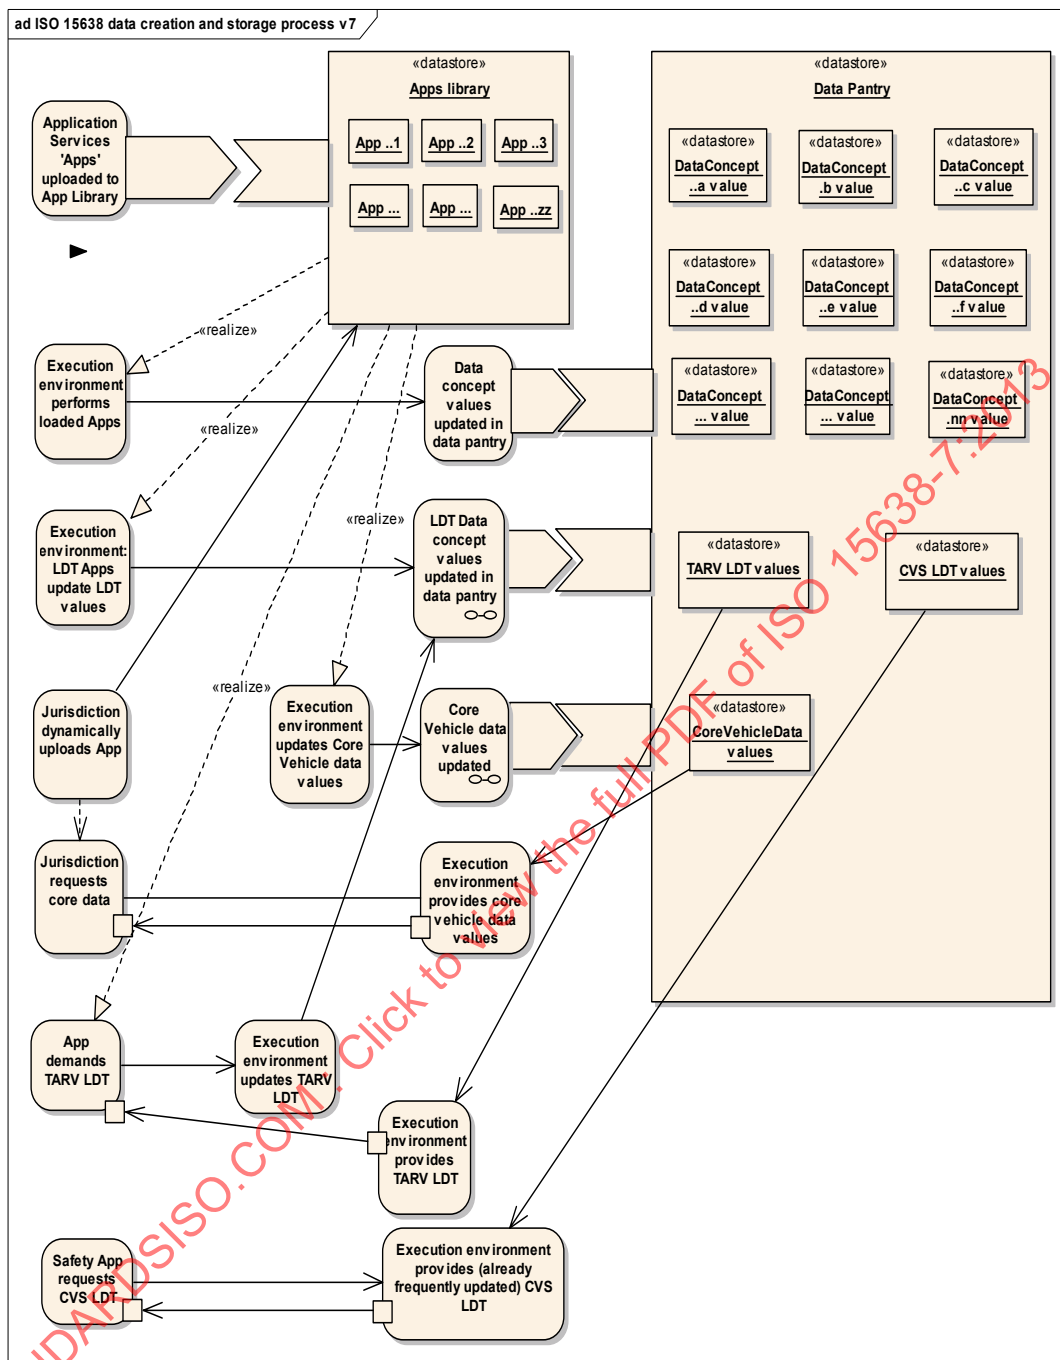 ad ISO 15638 data creation and storage process v7
«datastore»
Apps library
App ..1
App ..2
App ..3
App ...
App ...
App ..zz
«datastore»
Data Pantry
«datastore»
DataConcept
..a value
«datastore»
DataConcept
.b value
«datastore»
DataConcept
..c value
«datastore»
DataConcept
..d value
«datastore»
DataConcept
..e value
«datastore»
DataConcept
..f value
«datastore»
DataConcept
... value
«datastore»
DataConcept
... value
«datastore»
DataConcept
.nn value
Application
Services
'Apps'
uploaded to
App Library
«realize»
Execution
environment
performs
loaded Apps
Data
concept
values
updated in
data pantry
«realize»
«realize»
Execution
environment:
LDT Apps
update LDT
values
LDT Data
concept
values
updated in
data pantry
«datastore»
TARV LDT values
«datastore»
CVS LDT values
«realize»
Jurisdiction
dynamically
uploads App
Execution
environment
updates Core
Vehicle data
values
Core
Vehicle data
values
updated
«datastore»
CoreVehicleData
values
Jurisdiction
requests
core data
Execution
environment
provides core
vehicle data
values
App
demands
TARV LDT
Execution
environment
updates TARV
LDT
Execution
environment
provides
TARV LDT
Safety App
requests
CVS LDT
Execution environment
provides (already
frequently updated) CVS
LDT
NDARDSISO.COM : Click to view the full PDF of ISO 15638-7:2013